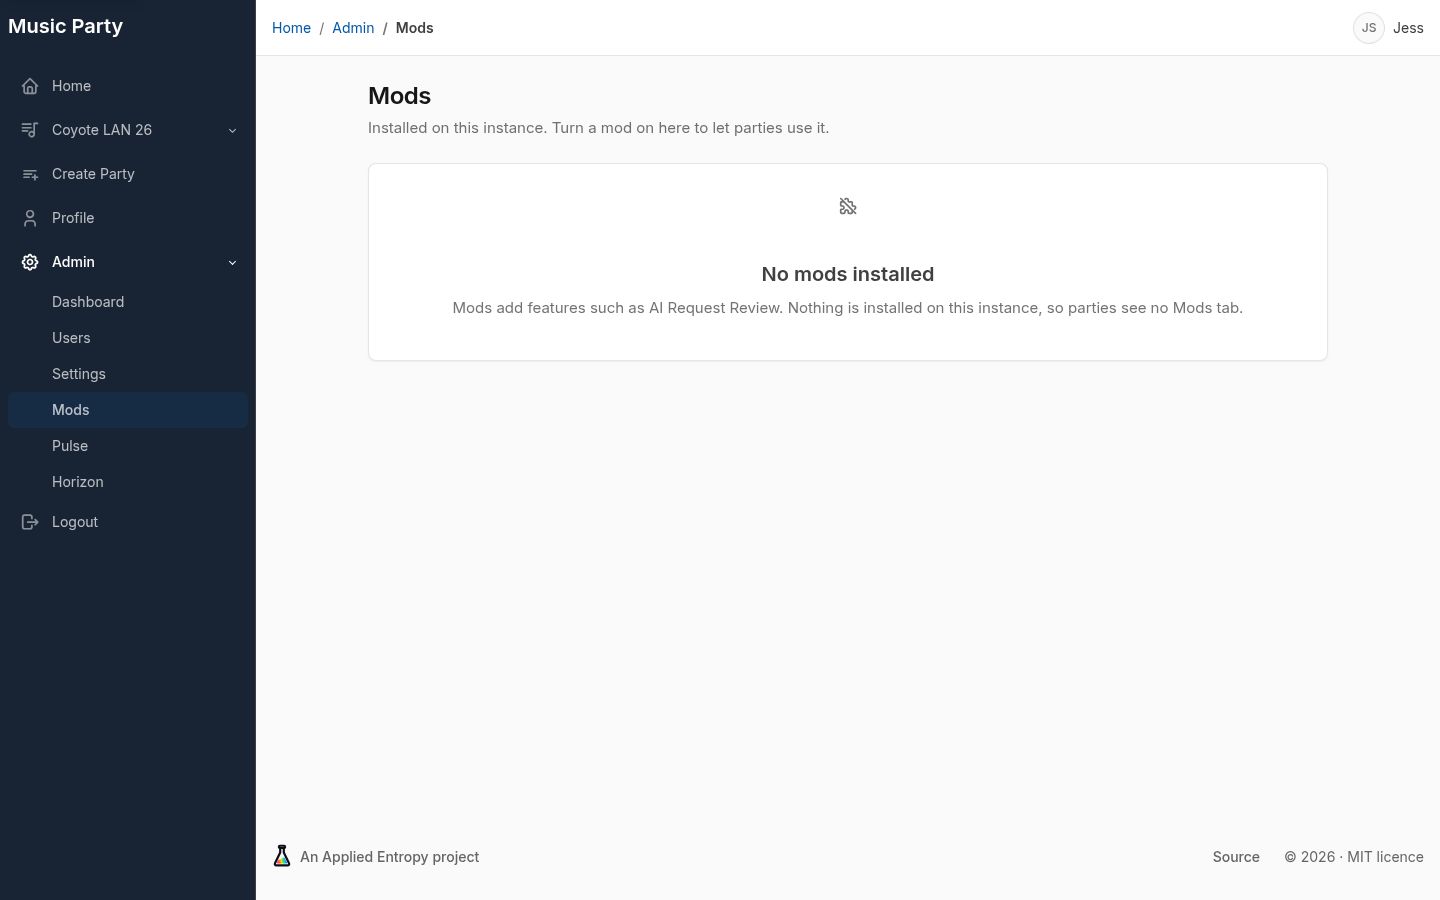 Music Party
Home
Coyote LAN 26
Create Party
Profile
Admin
Dashboard
Users
Settings
Mods
Pulse
Horizon
Logout
Home / Admin / Mods
JS Jess
Mods
Installed on this instance. Turn a mod on here to let parties use it.
No mods installed
Mods add features such as AI Request Review. Nothing is installed on this instance, so parties see no Mods tab.
An Applied Entropy project
Source © 2026 · MIT licence